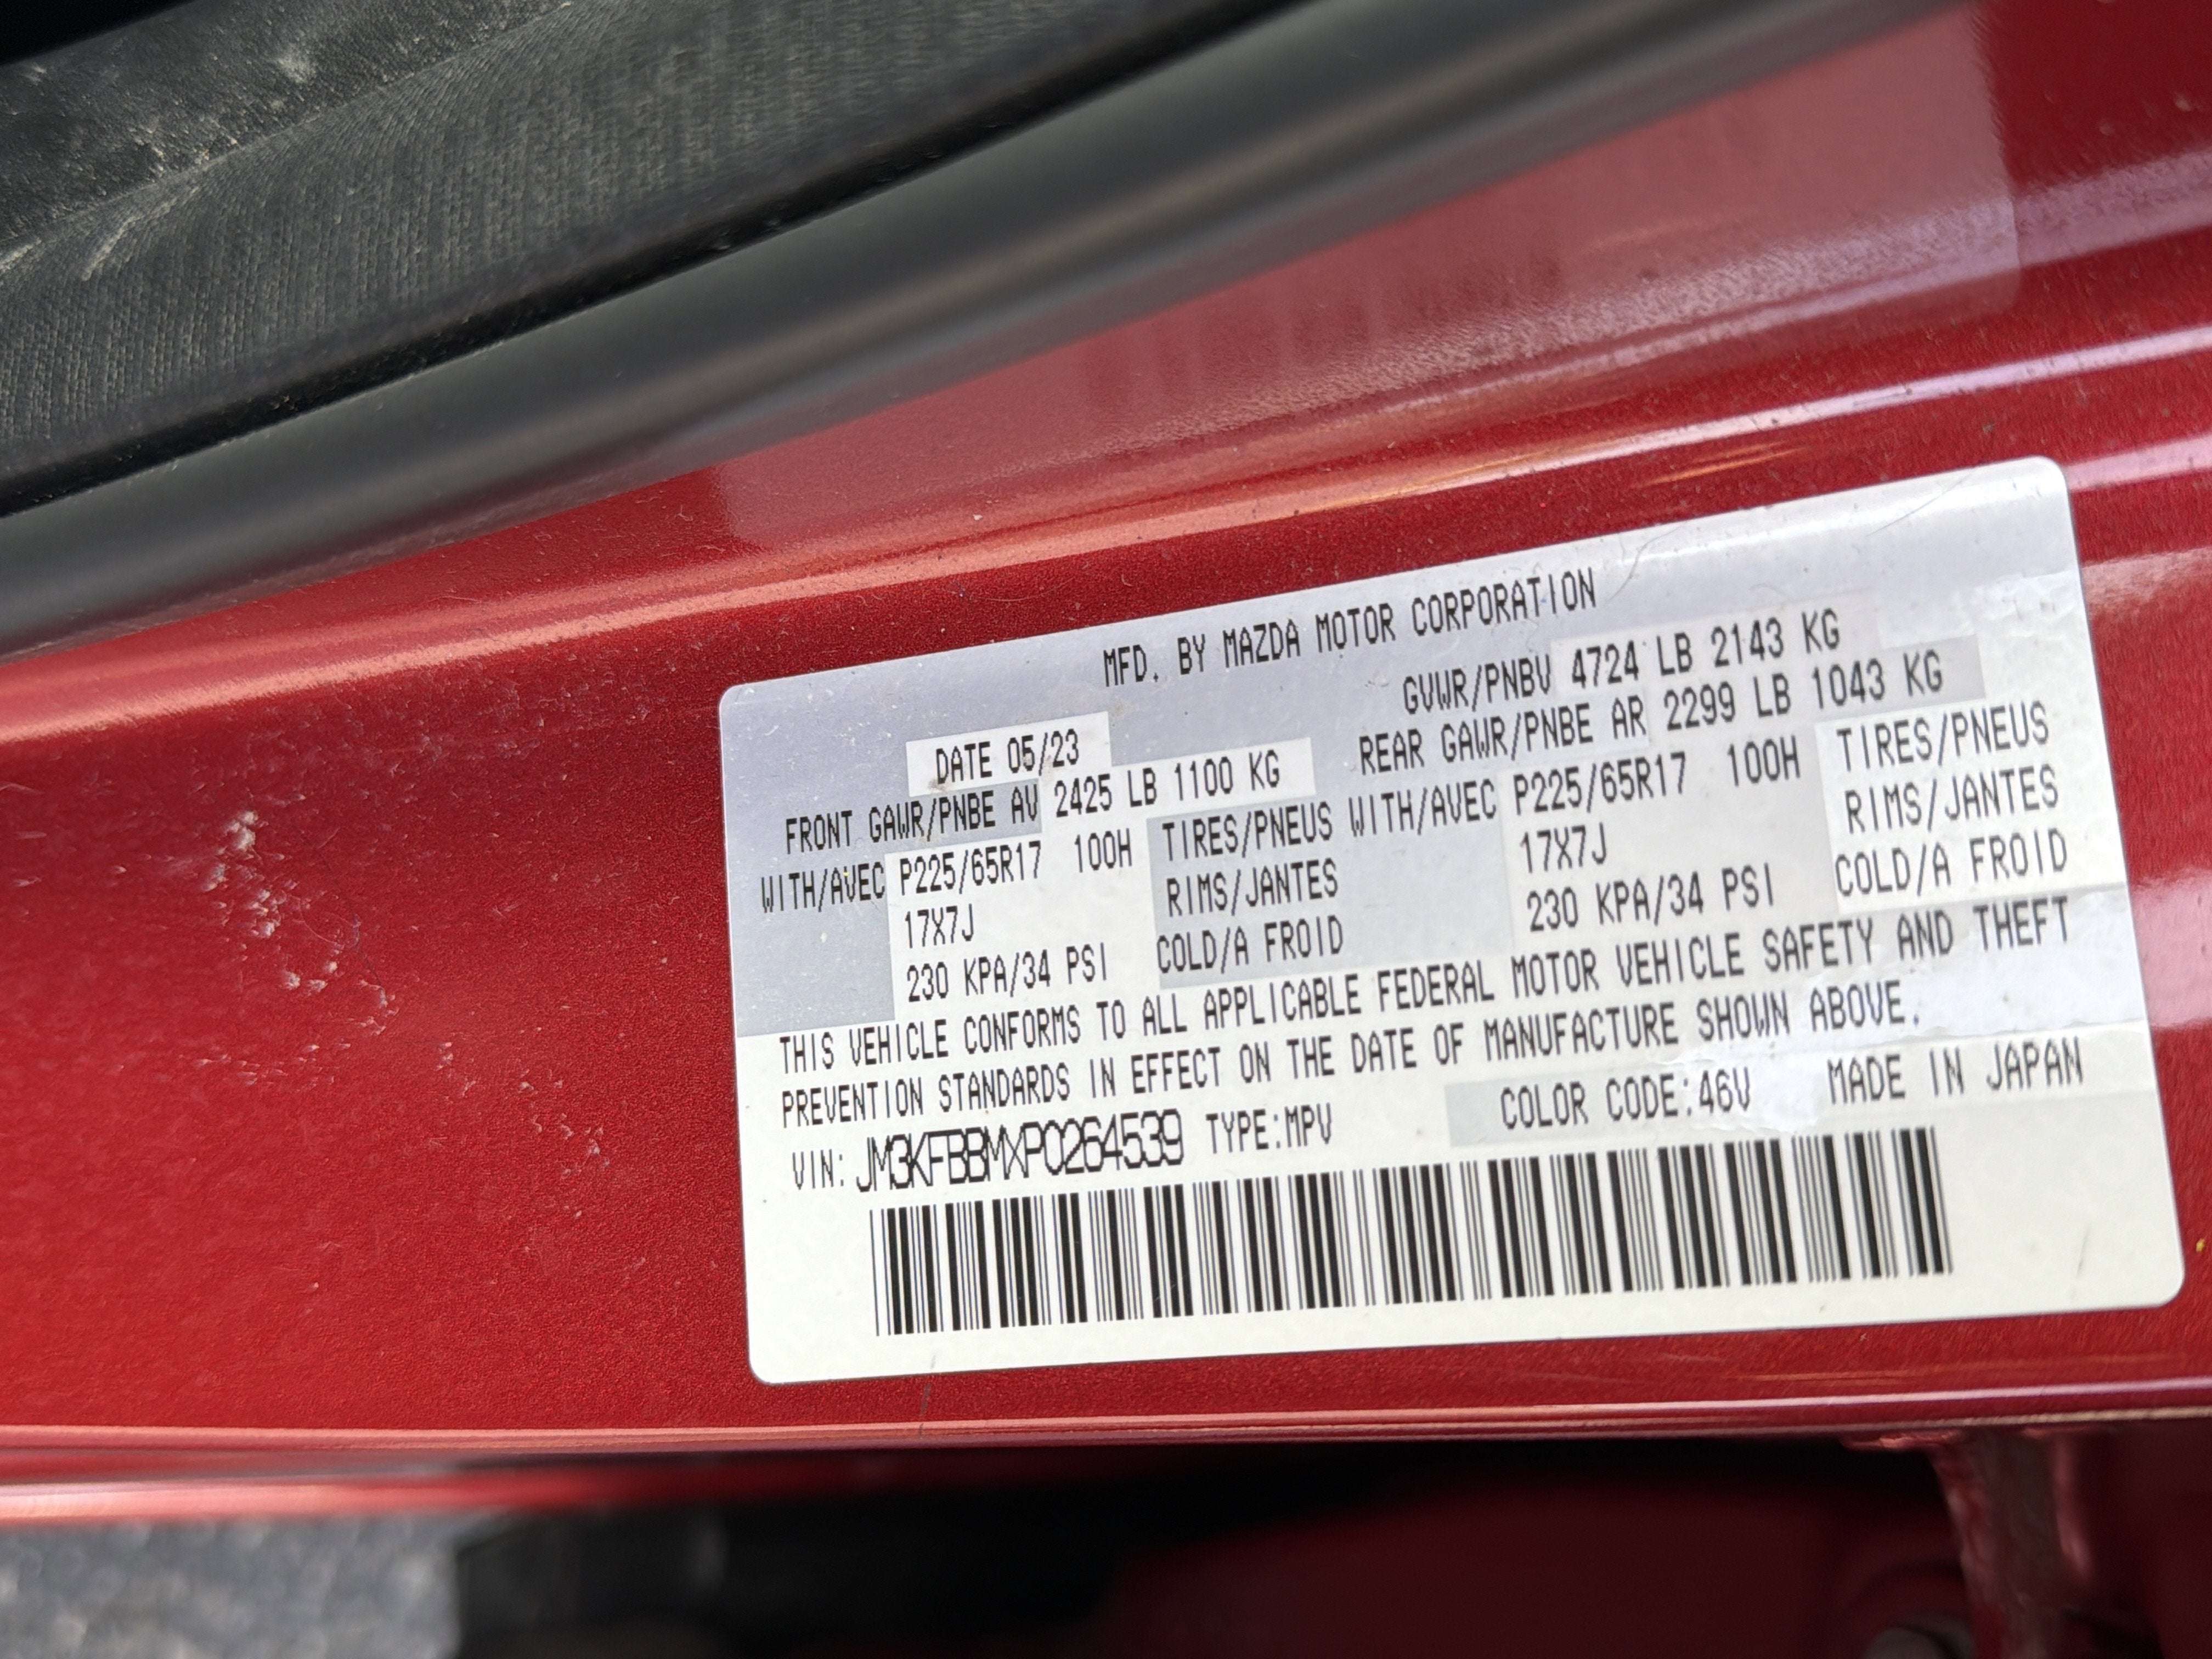 MFD. BY MAZDA MOTOR CORPORATION
DATE 05/23 GVWR/PNBV 4724 LB 2143 KG
FRONT GAWR/PNBE AV 2425 LB 1100 KG REAR GAWR/PNBE AR 2299 LB 1043 KG
WITH/AVEC P225/65R17 100H TIRES/PNEUS WITH/AVEC P225/65R17 100H TIRES/PNEUS
17X7J RIMS/JANTES 17X7J RIMS/JANTES
230 KPA/34 PSI COLD/A FROID 230 KPA/34 PSI COLD/A FROID
THIS VEHICLE CONFORMS TO ALL APPLICABLE FEDERAL MOTOR VEHICLE SAFETY AND THEFT
PREVENTION STANDARDS IN EFFECT ON THE DATE OF MANUFACTURE SHOWN ABOVE.
VIN: JM3KFBBMXP0264539 TYPE:MPV COLOR CODE:46V MADE IN JAPAN